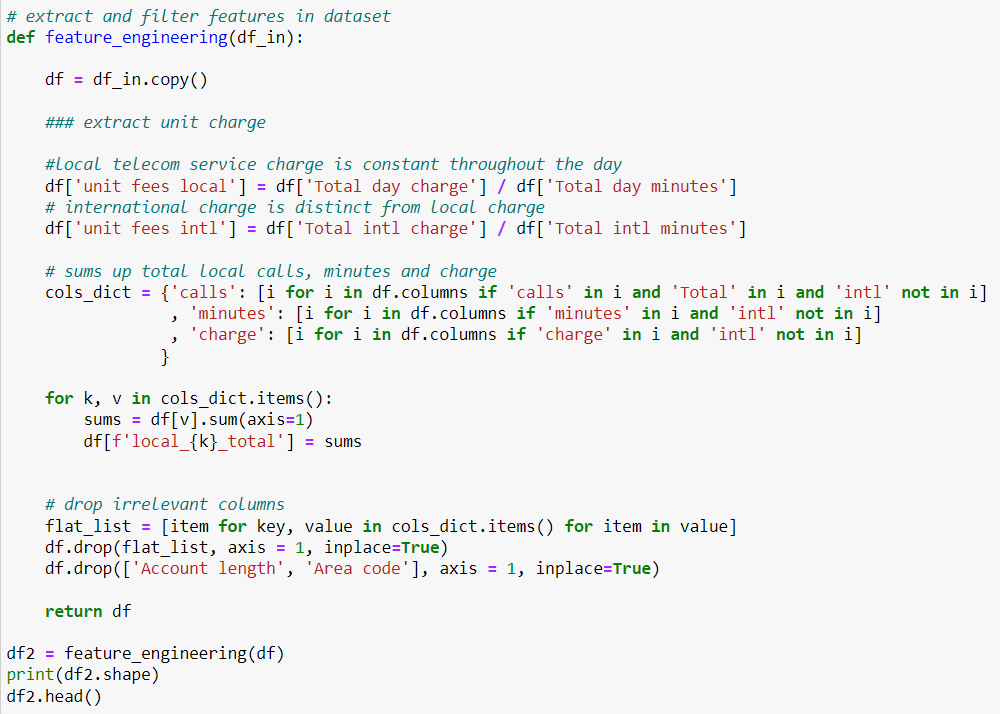 # extract and filter features in dataset
def feature_engineering(df_in):
    df = df_in.copy()
    ### extract unit charge
    #local telecom service charge is constant throughout the day
    df['unit fees local'] = df['Total day charge'] / df['Total day minutes']
    # international charge is distinct from local charge
    df['unit fees intl'] = df['Total intl charge'] / df['Total intl minutes']
    # sums up total local calls, minutes and charge
    cols_dict = {'calls': [i for i in df.columns if 'calls' in i and 'Total' in i and 'intl' not in i]
                 , 'minutes': [i for i in df.columns if 'minutes' in i and 'intl' not in i]
                 , 'charge': [i for i in df.columns if 'charge' in i and 'intl' not in i]
                }
    for k, v in cols_dict.items():
        sums = df[v].sum(axis=1)
        df[f'local_{k}_total'] = sums
    # drop irrelevant columns
    flat_list = [item for key, value in cols_dict.items() for item in value]
    df.drop(flat_list, axis = 1, inplace=True)
    df.drop(['Account length', 'Area code'], axis = 1, inplace=True)
    return df
df2 = feature_engineering(df)
print(df2.shape)
df2.head()